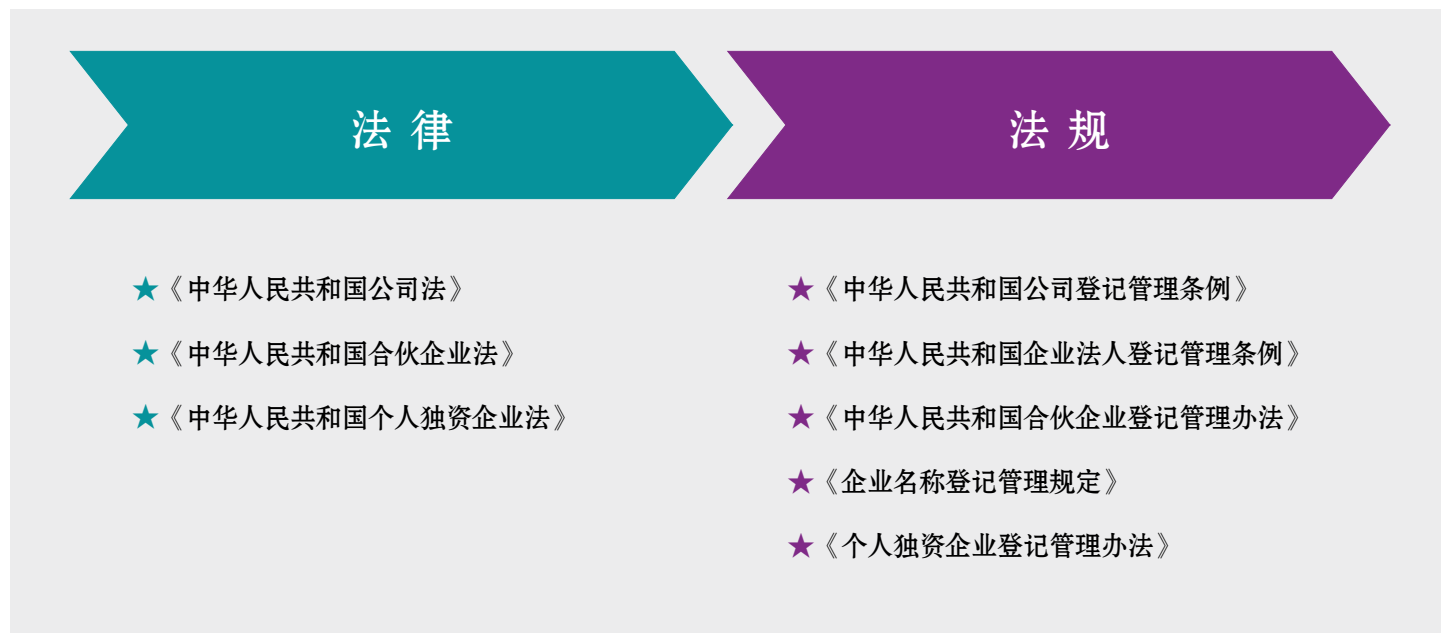 法律
法规
★《中华人民共和国公司法》
★《中华人民共和国合伙企业法》
★《中华人民共和国个人独资企业法》
★《中华人民共和国公司登记管理条例》
★《中华人民共和国企业法人登记管理条例》
★《中华人民共和国合伙企业登记管理办法》
★《企业名称登记管理规定》
★《个人独资企业登记管理办法》